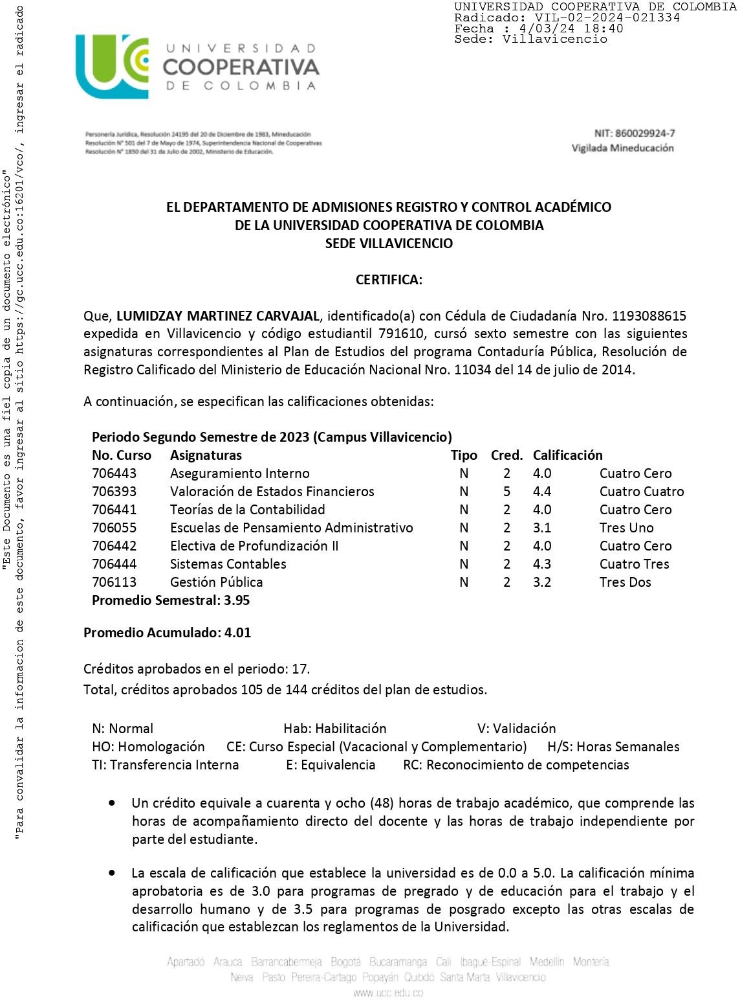 UNIVERSIDAD COOPERATIVA DE COLOMBIA
Radicado: VIL-02-2024-021334
Fecha : 4/03/24 18:40
Sede: Villavicencio
UNIVERSIDAD
COOPERATIVA
DE COLOMBIA
Personería Jurídica, Resolución 24195 del 20 de Diciembre de 1983, Mineducación
Resolución N° 501 del 7 de Mayo de 1974, Superintendencia Nacional de Cooperativas
Resolución N° 1850 del 31 de Julio de 2002, Ministerio de Educación.
NIT: 860029924-7
Vigilada Mineducación
EL DEPARTAMENTO DE ADMISIONES REGISTRO Y CONTROL ACADÉMICO
DE LA UNIVERSIDAD COOPERATIVA DE COLOMBIA
SEDE VILLAVICENCIO
CERTIFICA:
Que, LUMIDZAY MARTINEZ CARVAJAL, identificado(a) con Cédula de Ciudadanía Nro. 1193088615
expedida en Villavicencio y código estudiantil 791610, cursó sexto semestre con las siguientes
asignaturas correspondientes al Plan de Estudios del programa Contaduría Pública, Resolución de
Registro Calificado del Ministerio de Educación Nacional Nro. 11034 del 14 de julio de 2014.
A continuación, se especifican las calificaciones obtenidas:
Periodo Segundo Semestre de 2023 (Campus Villavicencio)
No. Curso Asignaturas Tipo Cred. Calificación
706443 Aseguramiento Interno N 2 4.0 Cuatro Cero
706393 Valoración de Estados Financieros N 5 4.4 Cuatro Cuatro
706441 Teorías de la Contabilidad N 2 4.0 Cuatro Cero
706055 Escuelas de Pensamiento Administrativo N 2 3.1 Tres Uno
706442 Electiva de Profundización II N 2 4.0 Cuatro Cero
706444 Sistemas Contables N 2 4.3 Cuatro Tres
706113 Gestión Pública N 2 3.2 Tres Dos
Promedio Semestral: 3.95
Promedio Acumulado: 4.01
Créditos aprobados en el periodo: 17.
Total, créditos aprobados 105 de 144 créditos del plan de estudios.
N: Normal Hab: Habilitación V: Validación
HO: Homologación CE: Curso Especial (Vacacional y Complementario) H/S: Horas Semanales
TI: Transferencia Interna E: Equivalencia RC: Reconocimiento de competencias
• Un crédito equivale a cuarenta y ocho (48) horas de trabajo académico, que comprende las
horas de acompañamiento directo del docente y las horas de trabajo independiente por
parte del estudiante.
• La escala de calificación que establece la universidad es de 0.0 a 5.0. La calificación mínima
aprobatoria es de 3.0 para programas de pregrado y de educación para el trabajo y el
desarrollo humano y de 3.5 para programas de posgrado excepto las otras escalas de
calificación que establezcan los reglamentos de la Universidad.
Apartadó Arauca Barrancabermeja Bogotá Bucaramanga Cali Ibagué-Espinal Medellín Montería
Neiva Pasto Pereira-Cartago Popayán Quibdó Santa Marta Villavicencio
www.ucc.edu.co
"Este Documento es una fiel copia de un documento electrónico"
"Para convalidar la informacion de este documento, favor ingresar al sitio https://gc.ucc.edu.co:16201/vco/, ingresar el radicado